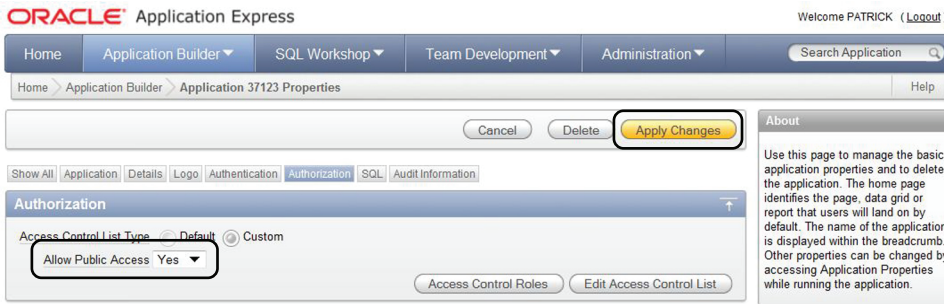 ORACLE Application Express
Welcome PATRICK ( Logout
Home Application Builder SQL Workshop Team Development Administration Search Application
Home Application Builder Application 37123 Properties Help
Cancel Delete Apply Changes
Show All Application Details Logo Authentication Authorization SQL Audit Information
Authorization
Access Control List Type Default Custom
Allow Public Access Yes
Access Control Roles Edit Access Control List
About
Use this page to manage the basic
application properties and to delete
the application. The home page
identifies the page, data grid or
report that users will land on by
default. The name of the application
is displayed within the breadcrumb.
Other properties can be changed by
accessing Application Properties
while running the application.